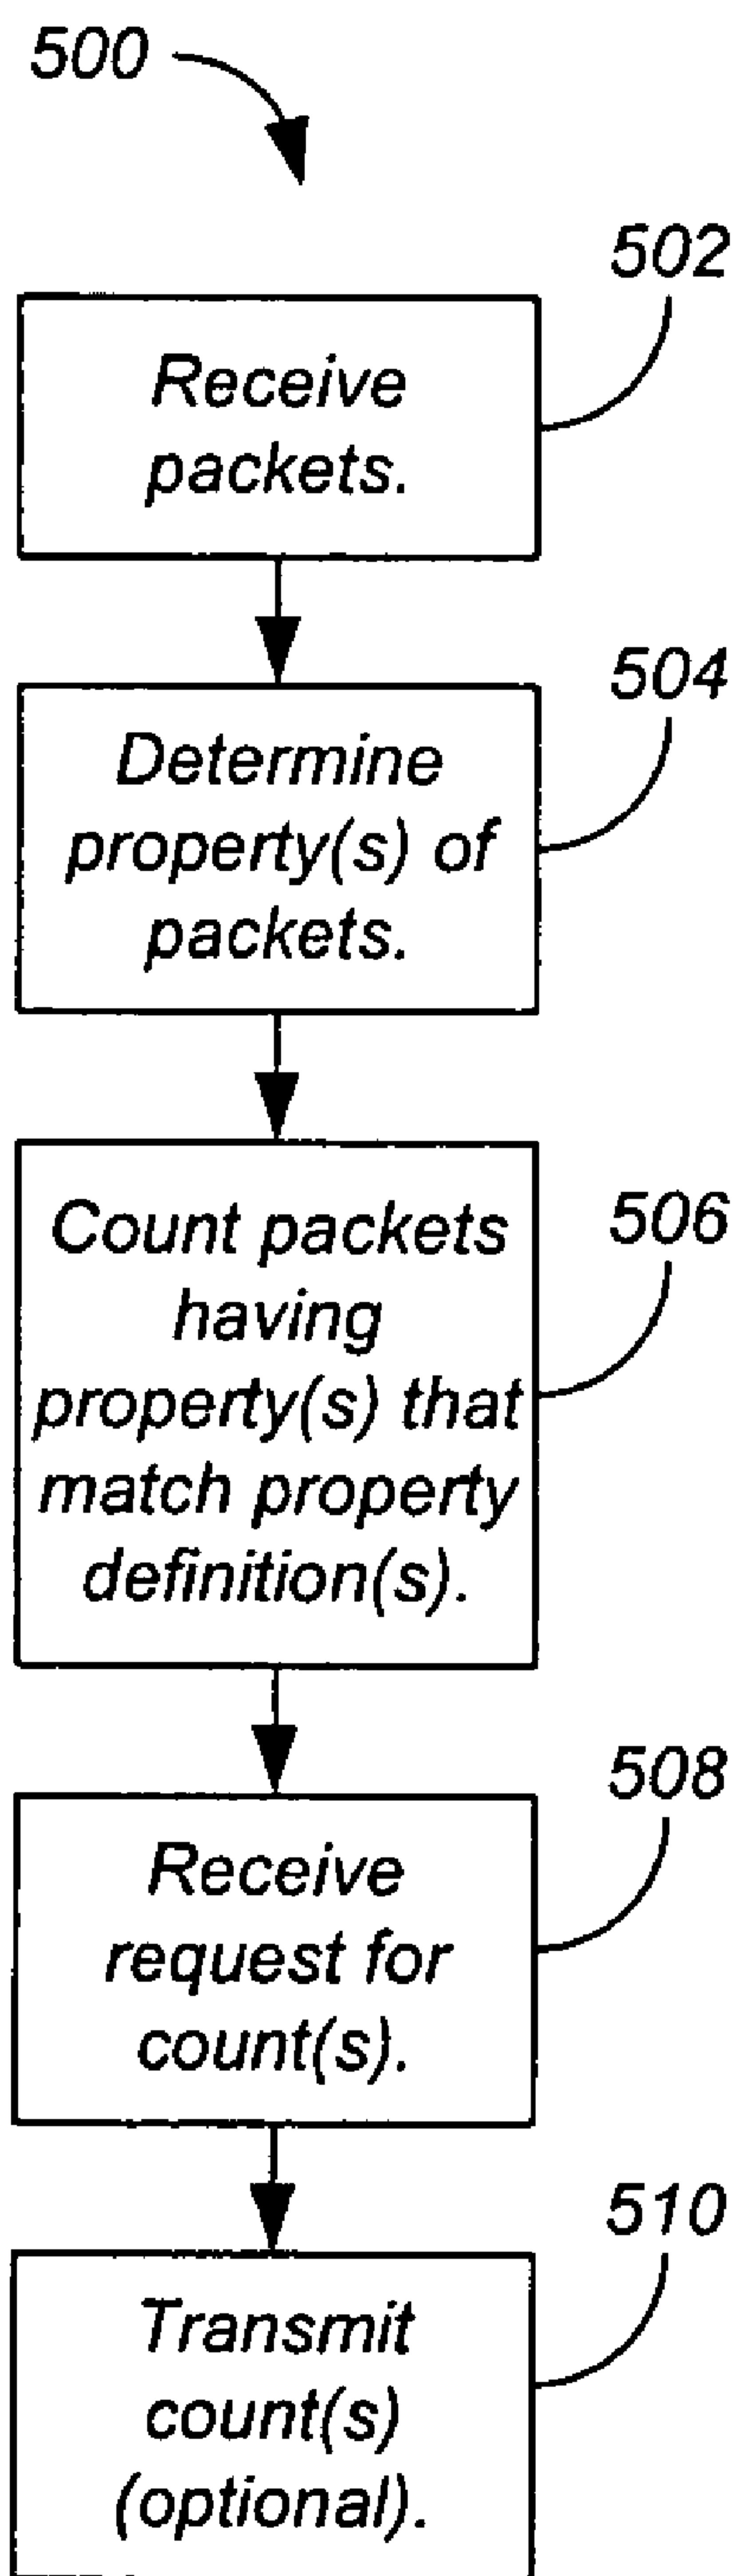 500
502
Receive
packets.
504
Determine
property(s) of
packets.
506
Count packets
having
property(s) that
match property
definition(s).
508
Receive
request for
count(s).
510
Transmit
count(s)
(optional).